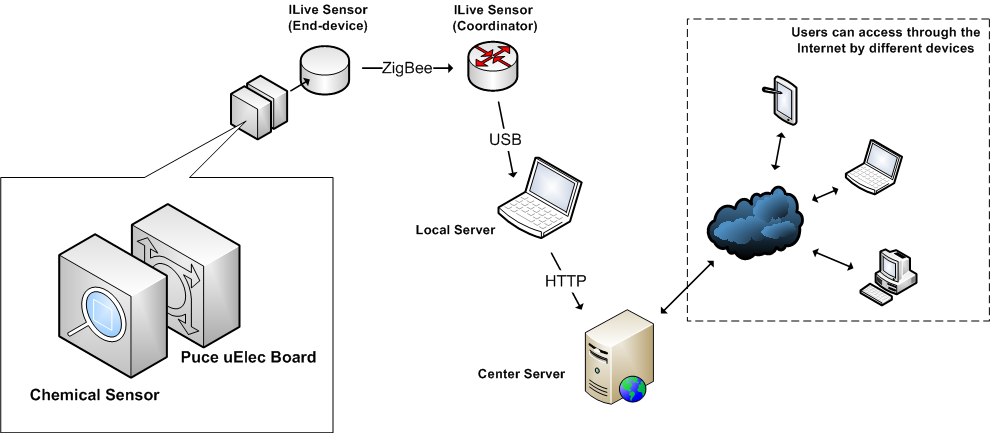 ILive Sensor
(End-device)
ILive Sensor
(Coordinator)
Users can access through the
Internet by different devices
ZigBee
USB
Local Server
HTTP
Puce uElec Board
Center Server
Chemical Sensor